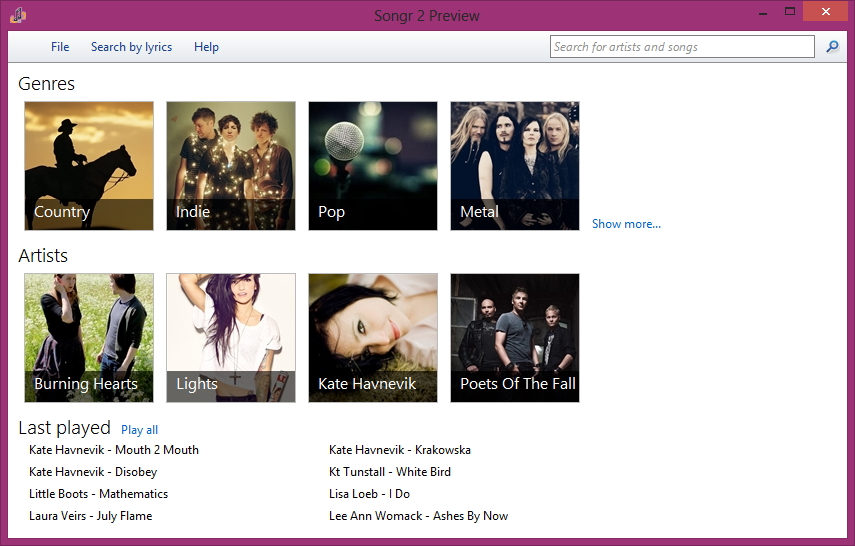 Songr 2 Preview
File Search by lyrics Help
Search for artists and songs
Genres
Country
Indie
Pop
Metal
Show more...
Artists
Burning Hearts
Lights
Kate Havnevik
Poets Of The Fall
Last played Play all
Kate Havnevik - Mouth 2 Mouth
Kate Havnevik - Krakowska
Kate Havnevik - Disobey
Kt Tunstall - White Bird
Little Boots - Mathematics
Lisa Loeb - I Do
Laura Veirs - July Flame
Lee Ann Womack - Ashes By Now